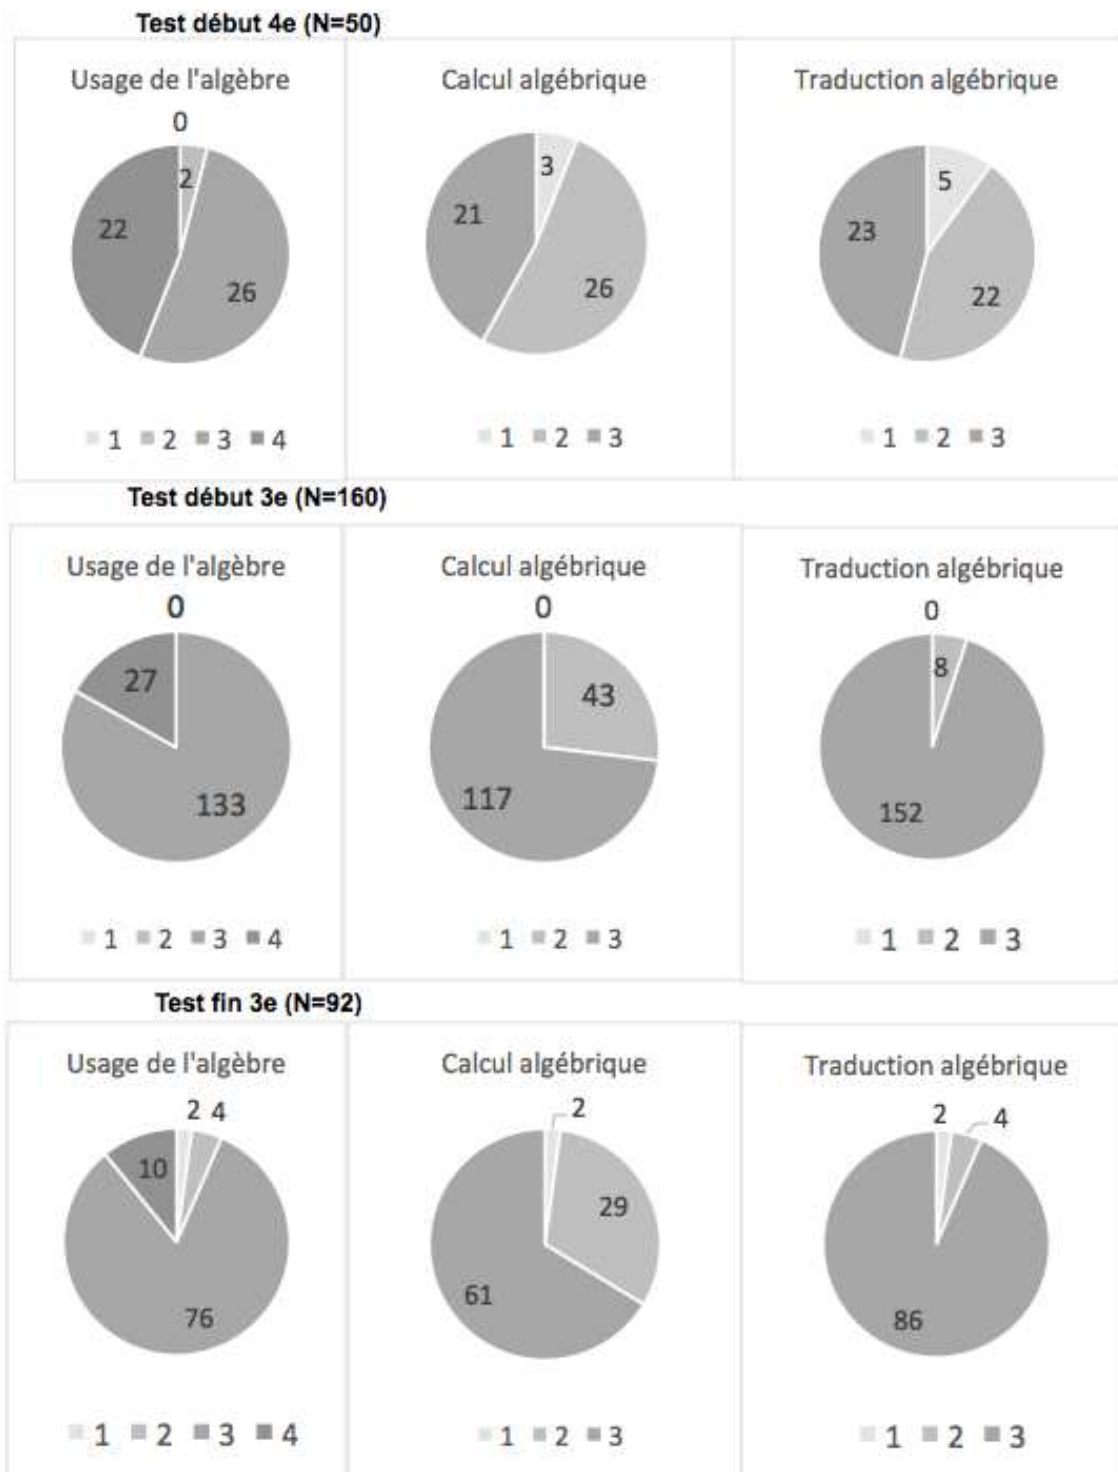 Test début 4e (N=50)
Usage de l'algèbre
Calcul algébrique
Traduction algébrique
0
2
22
26
3
21
26
5
23
22
1 2 3 4
1 2 3
1 2 3
Test début 3e (N=160)
Usage de l'algèbre
Calcul algébrique
Traduction algébrique
0
27
133
0
43
117
0
8
152
1 2 3 4
1 2 3
1 2 3
Test fin 3e (N=92)
Usage de l'algèbre
Calcul algébrique
Traduction algébrique
2 4
10
76
2
29
61
2
4
86
1 2 3 4
1 2 3
1 2 3